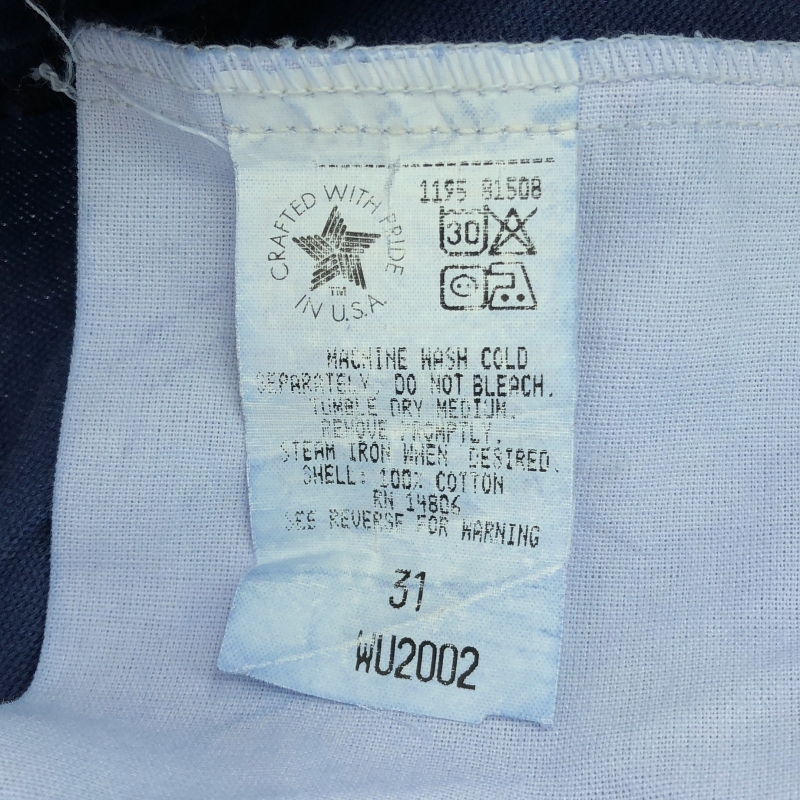 CRAFTED WITH PRIDE
TM
IN U.S.A.
1195 91508
30
MACHINE WASH COLD
SEPARATELY. DO NOT BLEACH.
TUMBLE DRY MEDIUM.
REMOVE PROMPTLY.
STEAM IRON WHEN DESIRED.
SHELL: 100% COTTON
RN 14806
SEE REVERSE FOR WARNING
31
WU2002